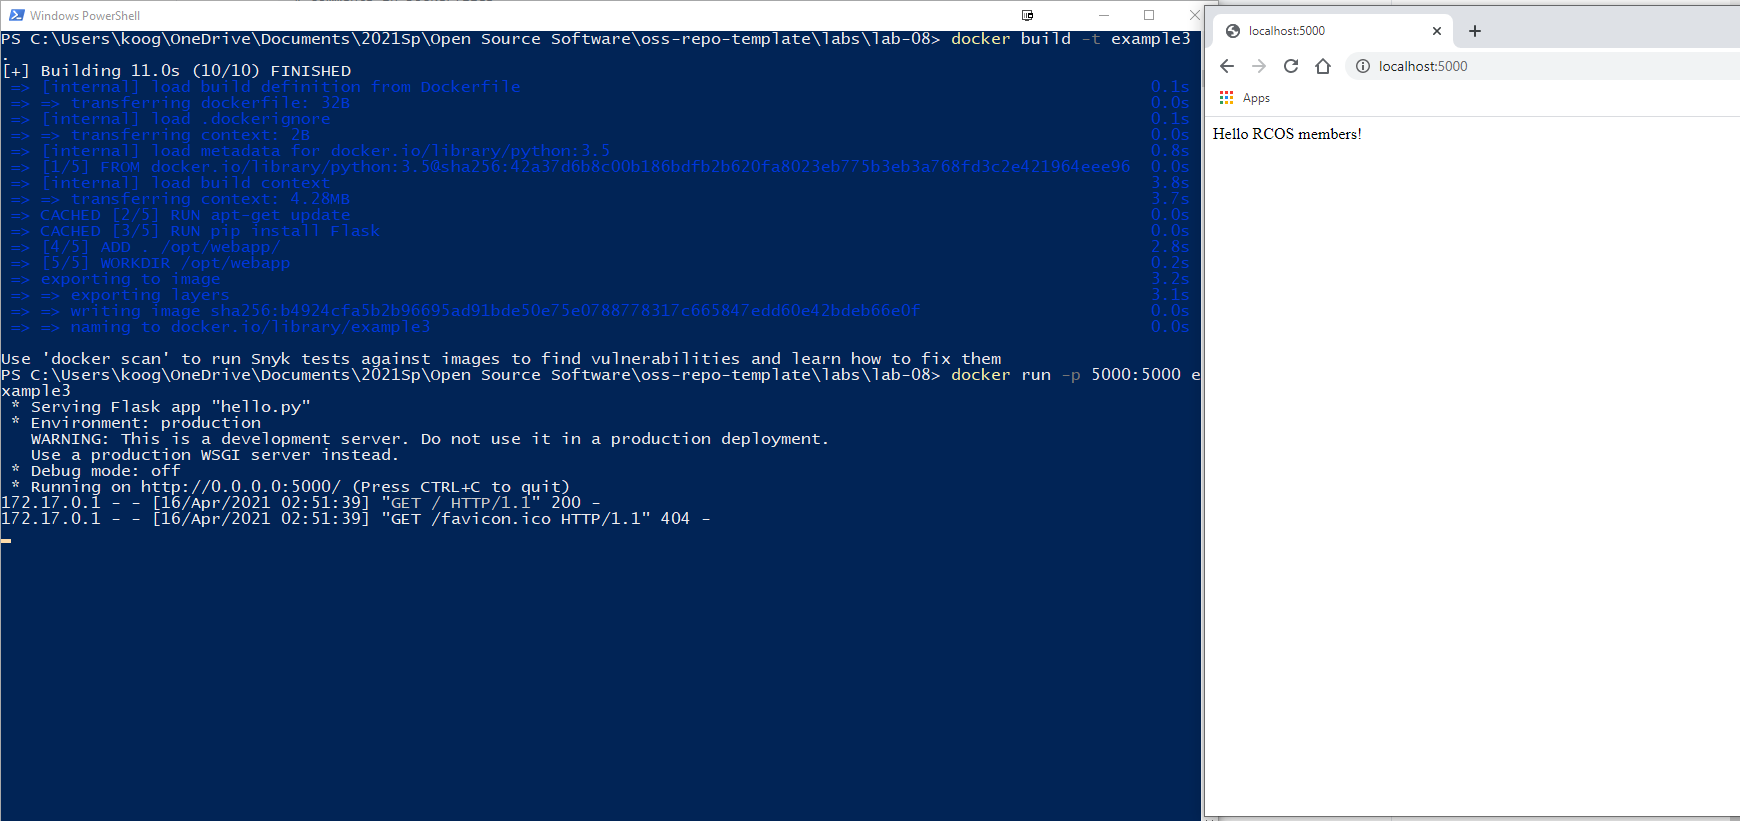 Windows PowerShell
PS C:\Users\koog\OneDrive\Documents\2021Sp\Open Source Software\oss-repo-template\labs\lab-08> docker build -t example3
.
[+] Building 11.0s (10/10) FINISHED
=> [internal] load build definition from Dockerfile 0.1s
=> => transferring dockerfile: 32B 0.0s
=> [internal] load .dockerignore 0.1s
=> => transferring context: 2B 0.0s
=> [internal] load metadata for docker.io/library/python:3.5 0.8s
=> [1/5] FROM docker.io/library/python:3.5@sha256:42a37d6b8c00b186bdfb2b620fa8023eb775b3eb3a768fd3c2e421964eee96 0.0s
=> [internal] load build context 3.8s
=> => transferring context: 4.28MB 3.7s
=> CACHED [2/5] RUN apt-get update 0.0s
=> CACHED [3/5] RUN pip install Flask 0.0s
=> [4/5] ADD . /opt/webapp/ 2.8s
=> [5/5] WORKDIR /opt/webapp 0.2s
=> exporting to image 3.2s
=> => exporting layers 3.1s
=> => writing image sha256:b4924cfa5b2b96695ad91bde50e75e0788778317c665847edd60e42bdeb66e0f 0.0s
=> => naming to docker.io/library/example3 0.0s
Use 'docker scan' to run Snyk tests against images to find vulnerabilities and learn how to fix them
PS C:\Users\koog\OneDrive\Documents\2021Sp\Open Source Software\oss-repo-template\labs\lab-08> docker run -p 5000:5000 e
xample3
* Serving Flask app "hello.py"
* Environment: production
WARNING: This is a development server. Do not use it in a production deployment.
Use a production WSGI server instead.
* Debug mode: off
* Running on http://0.0.0.0:5000/ (Press CTRL+C to quit)
172.17.0.1 - - [16/Apr/2021 02:51:39] "GET / HTTP/1.1" 200 -
172.17.0.1 - - [16/Apr/2021 02:51:39] "GET /favicon.ico HTTP/1.1" 404 -
localhost:5000
localhost:5000
Apps
Hello RCOS members!